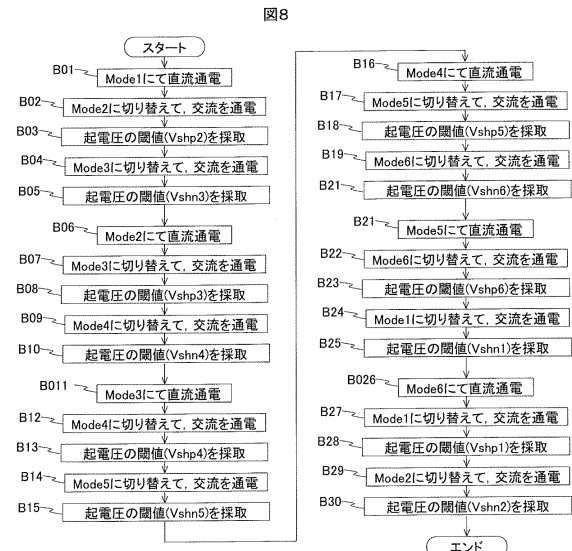 図8
スタート
B01 Mode1にて直流通電
B02 Mode2に切り替えて，交流を通電
B03 起電圧の閾値(Vshp2)を採取
B04 Mode3に切り替えて，交流を通電
B05 起電圧の閾値(Vshn3)を採取
B06 Mode2にて直流通電
B07 Mode3に切り替えて，交流を通電
B08 起電圧の閾値(Vshp3)を採取
B09 Mode4に切り替えて，交流を通電
B10 起電圧の閾値(Vshn4)を採取
B011 Mode3にて直流通電
B12 Mode4に切り替えて，交流を通電
B13 起電圧の閾値(Vshp4)を採取
B14 Mode5に切り替えて，交流を通電
B15 起電圧の閾値(Vshn5)を採取
B16 Mode4にて直流通電
B17 Mode5に切り替えて，交流を通電
B18 起電圧の閾値(Vshp5)を採取
B19 Mode6に切り替えて，交流を通電
B21 起電圧の閾値(Vshn6)を採取
B21 Mode5にて直流通電
B22 Mode6に切り替えて，交流を通電
B23 起電圧の閾値(Vshp6)を採取
B24 Mode1に切り替えて，交流を通電
B25 起電圧の閾値(Vshn1)を採取
B026 Mode6にて直流通電
B27 Mode1に切り替えて，交流を通電
B28 起電圧の閾値(Vshp1)を採取
B29 Mode2に切り替えて，交流を通電
B30 起電圧の閾値(Vshn2)を採取
エンド